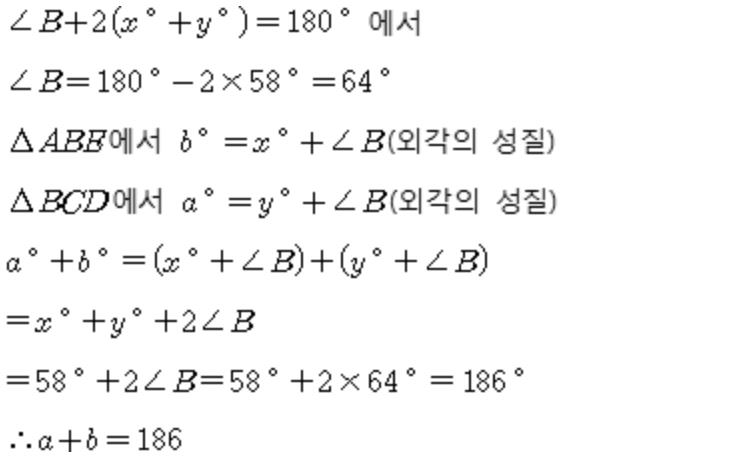 ∠B+2(x°+y°)=180° 에서
∠B=180°-2×58°=64°
△ABE에서 b°=x°+∠B(외각의 성질)
△BCD에서 a°=y°+∠B(외각의 성질)
a°+b°=(x°+∠B)+(y°+∠B)
=x°+y°+2∠B
=58°+2∠B=58°+2×64°=186°
∴a+b=186